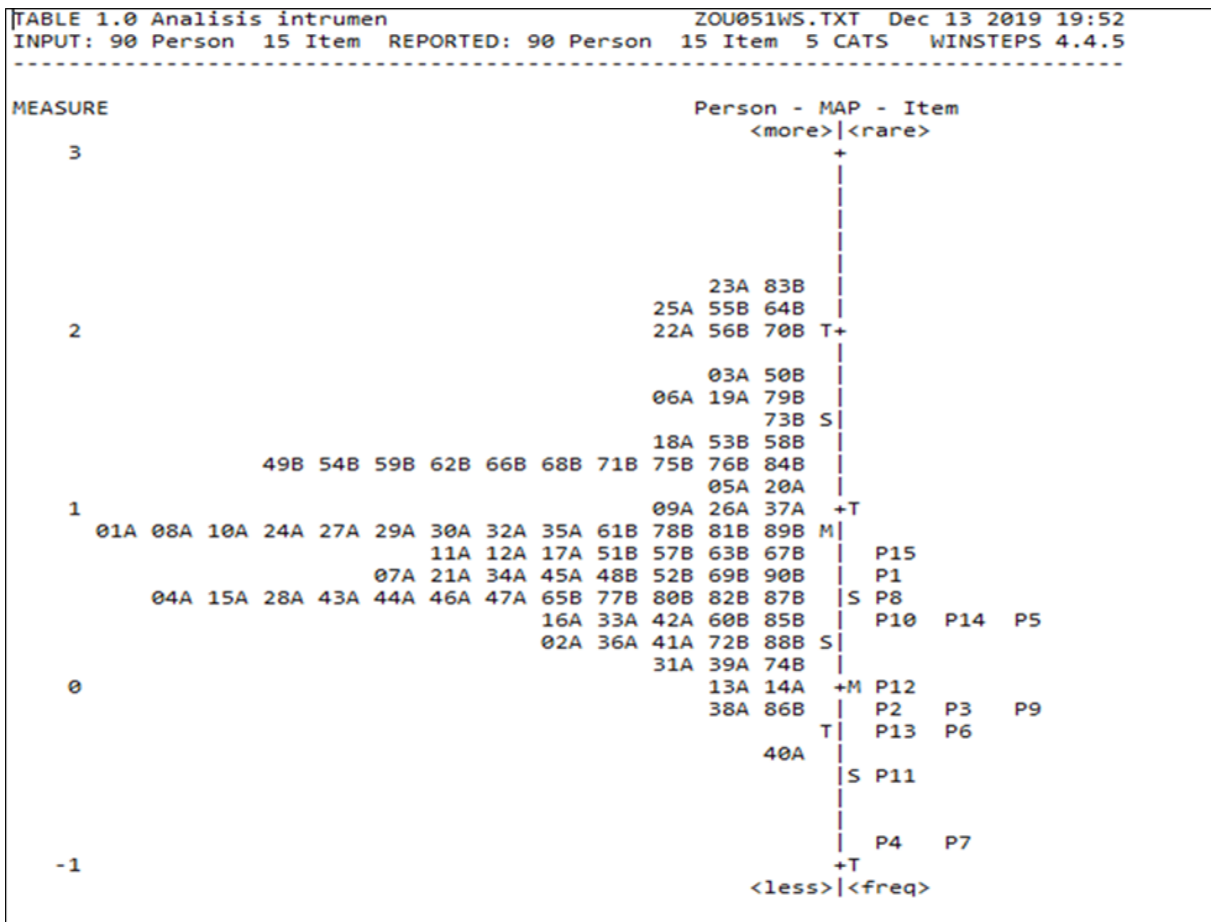 TABLE 1.0 Analisis intrumen                      ZOU051WS.TXT  Dec 13 2019 19:52
INPUT: 90 Person  15 Item  REPORTED: 90 Person  15 Item  5 CATS   WINSTEPS 4.4.5
--------------------------------------------------------------------------------
MEASURE                                          Person - MAP - Item
                                                     <more>|<rare>
    3                                                      +
                                                           |
                                                           |
                                                           |
                                                           |
                                                           |
                                                  23A 83B  |
                                              25A 55B 64B  |
    2                                         22A 56B 70B T+
                                                           |
                                                  03A 50B  |
                                              06A 19A 79B  |
                                                      73B S|
                                              18A 53B 58B  |
                  49B 54B 59B 62B 66B 68B 71B 75B 76B 84B  |
                                                  05A 20A  |
    1                                         09A 26A 37A  +T
      01A 08A 10A 24A 27A 29A 30A 32A 35A 61B 78B 81B 89B M|
                              11A 12A 17A 51B 57B 63B 67B  |  P15
                          07A 21A 34A 45A 48B 52B 69B 90B  |  P1
          04A 15A 28A 43A 44A 46A 47A 65B 77B 80B 82B 87B  |S P8
                                      16A 33A 42A 60B 85B  |  P10  P14  P5
                                      02A 36A 41A 72B 88B S|
                                              31A 39A 74B  |
    0                                             13A 14A  +M P12
                                                  38A 86B  |  P2   P3   P9
                                                          T|  P13  P6
                                                      40A  |
                                                           |S P11
                                                           |
                                                           |
                                                           |  P4   P7
   -1                                                      +T
                                                     <less>|<freq>